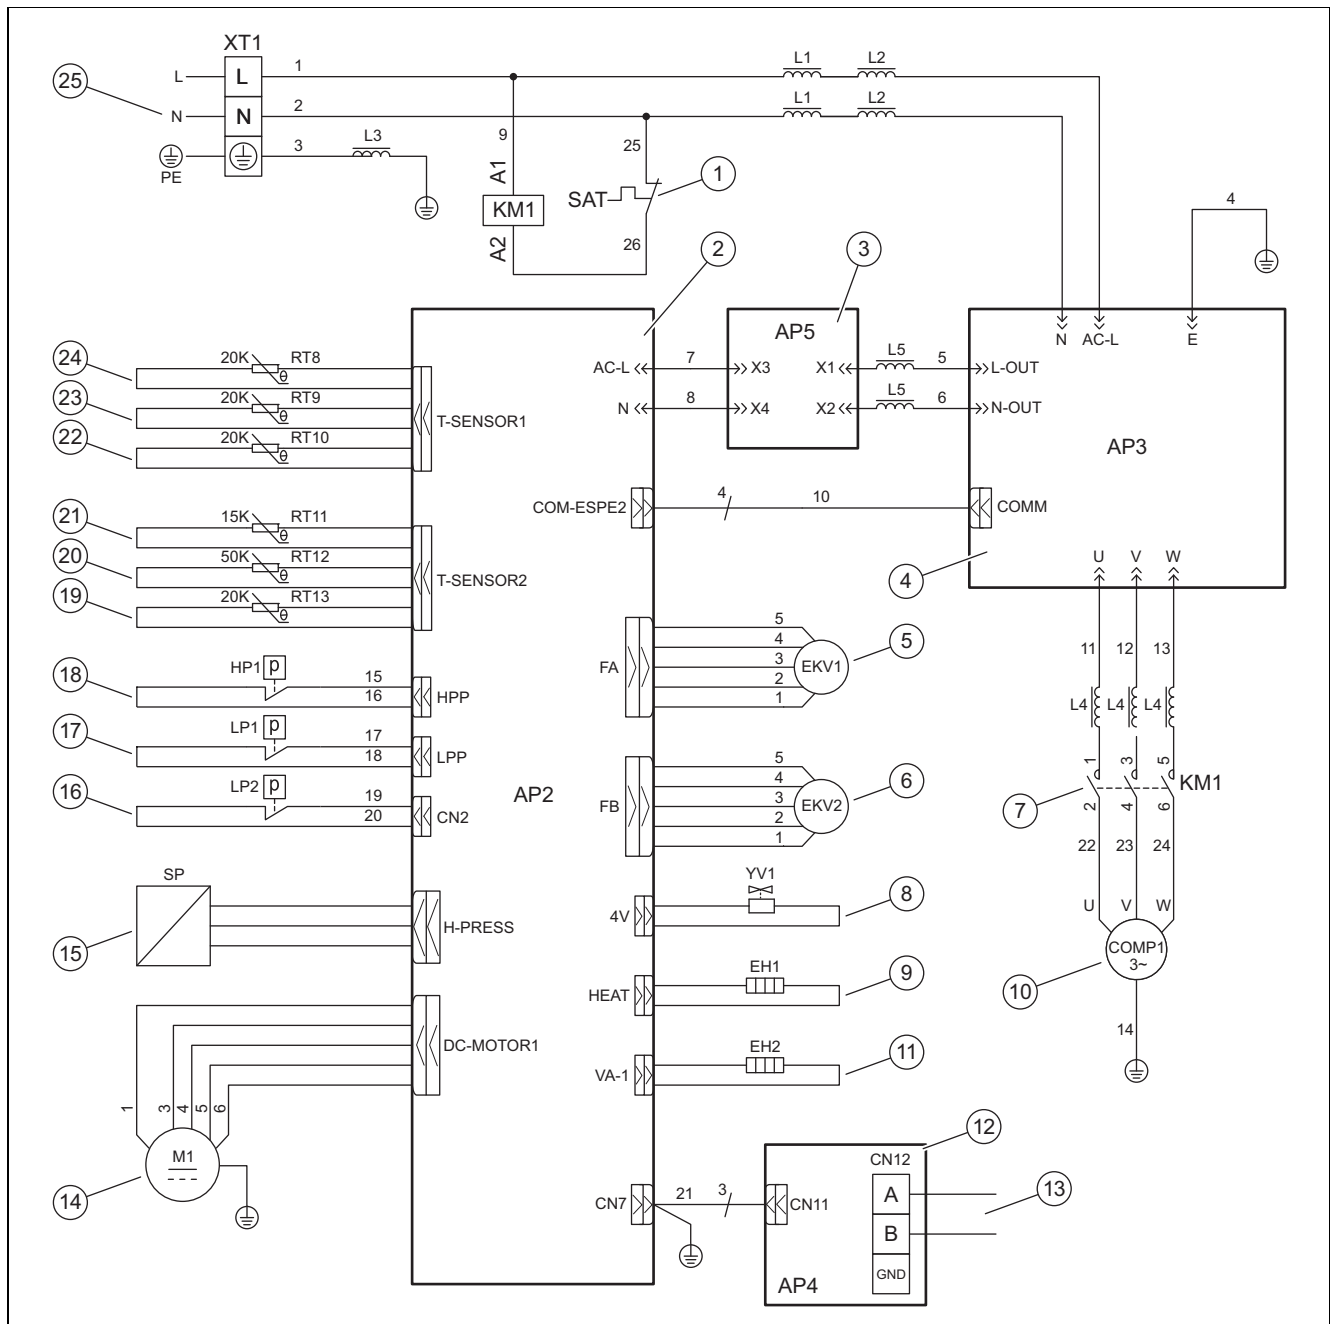 XT1
25
L
L
1
L1
L2
N
N
2
L1
L2
PE
3
L3
9
A1
KM1
A2
25
SAT
26
1
4
2
3
N
AC-L
E
24
20K
RT8
23
20K
RT9
22
20K
RT10
T-SENSOR1
AC-L
7
X3
AP5
X1
L5
5
L-OUT
N
8
X4
X2
L5
6
N-OUT
AP3
21
15K
RT11
20
50K
RT12
19
20K
RT13
T-SENSOR2
COM-ESPE2
4
10
COMM
4
U
V
W
18
HP1
p
15
16
HPP
FA
5
4
3
2
1
EKV1
5
11
12
13
L4
L4
L4
17
LP1
p
17
18
LPP
16
LP2
p
19
20
CN2
AP2
FB
5
4
3
2
1
EKV2
6
7
1
3
5
2
4
6
KM1
22
23
24
SP
15
H-PRESS
4V
YV1
8
U
V
W
COMP1
3~
10
14
HEAT
EH1
9
DC-MOTOR1
VA-1
EH2
11
1
3
4
5
6
M1
14
CN7
21
3
CN11
12
CN12
A
B
GND
13
AP4